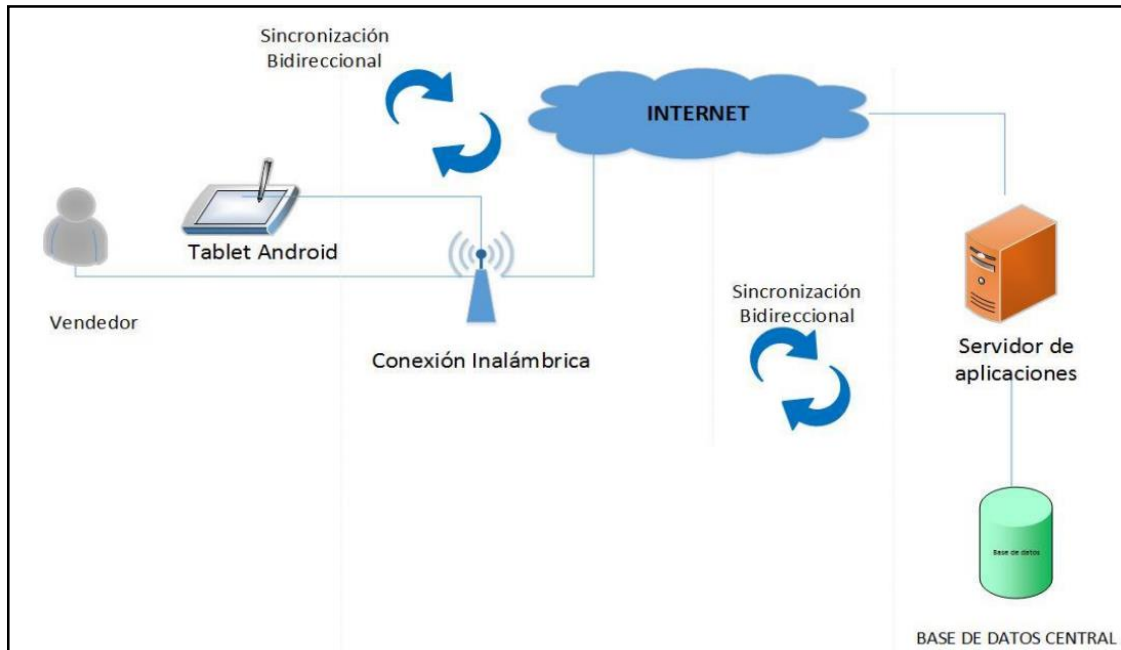 Sincronización
Bidireccional
INTERNET
Tablet Android
Vendedor
Conexión Inalámbrica
Sincronización
Bidireccional
Servidor de
aplicaciones
Base de datos
BASE DE DATOS CENTRAL